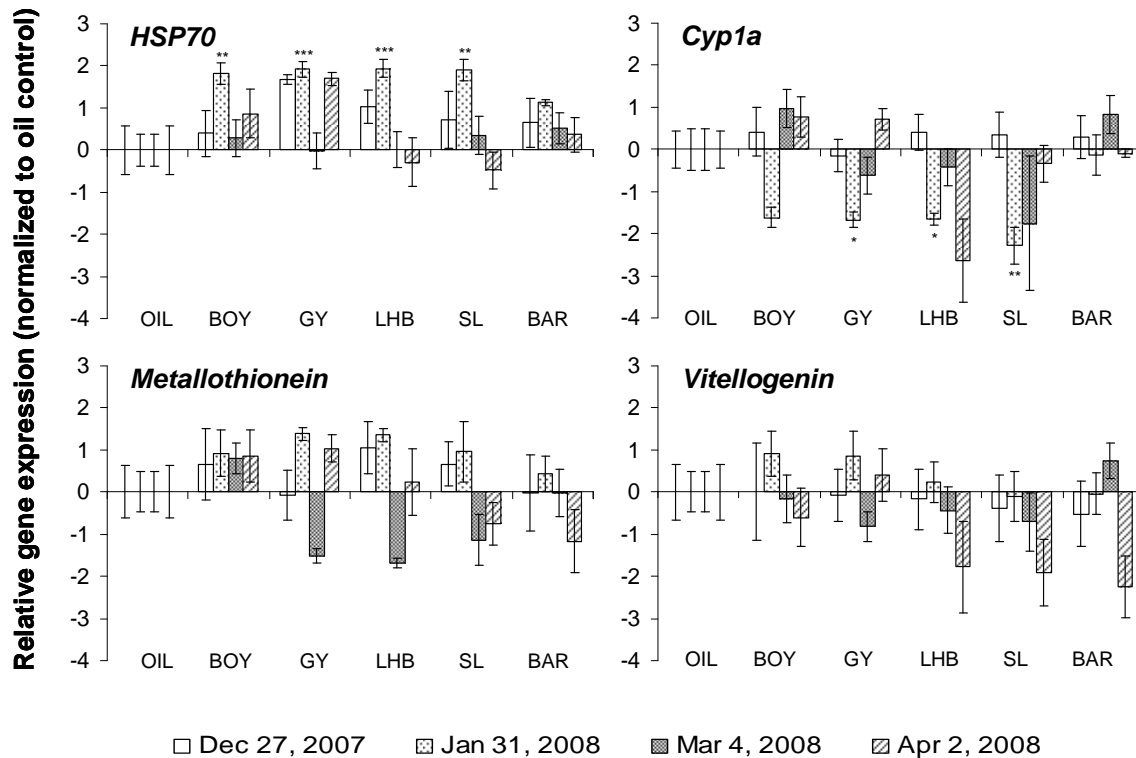 Relative gene expression (normalized to oil control)
HSP70
3
2
1
0
-1
-2
-3
-4
** *** *** **
OIL BOY GY LHB SL BAR
Cyp1a
3
2
1
0
-1
-2
-3
-4
* * **
OIL BOY GY LHB SL BAR
Metallothionein
3
2
1
0
-1
-2
-3
-4
OIL BOY GY LHB SL BAR
Vitellogenin
3
2
1
0
-1
-2
-3
-4
OIL BOY GY LHB SL BAR
Dec 27, 2007 Jan 31, 2008 Mar 4, 2008 Apr 2, 2008